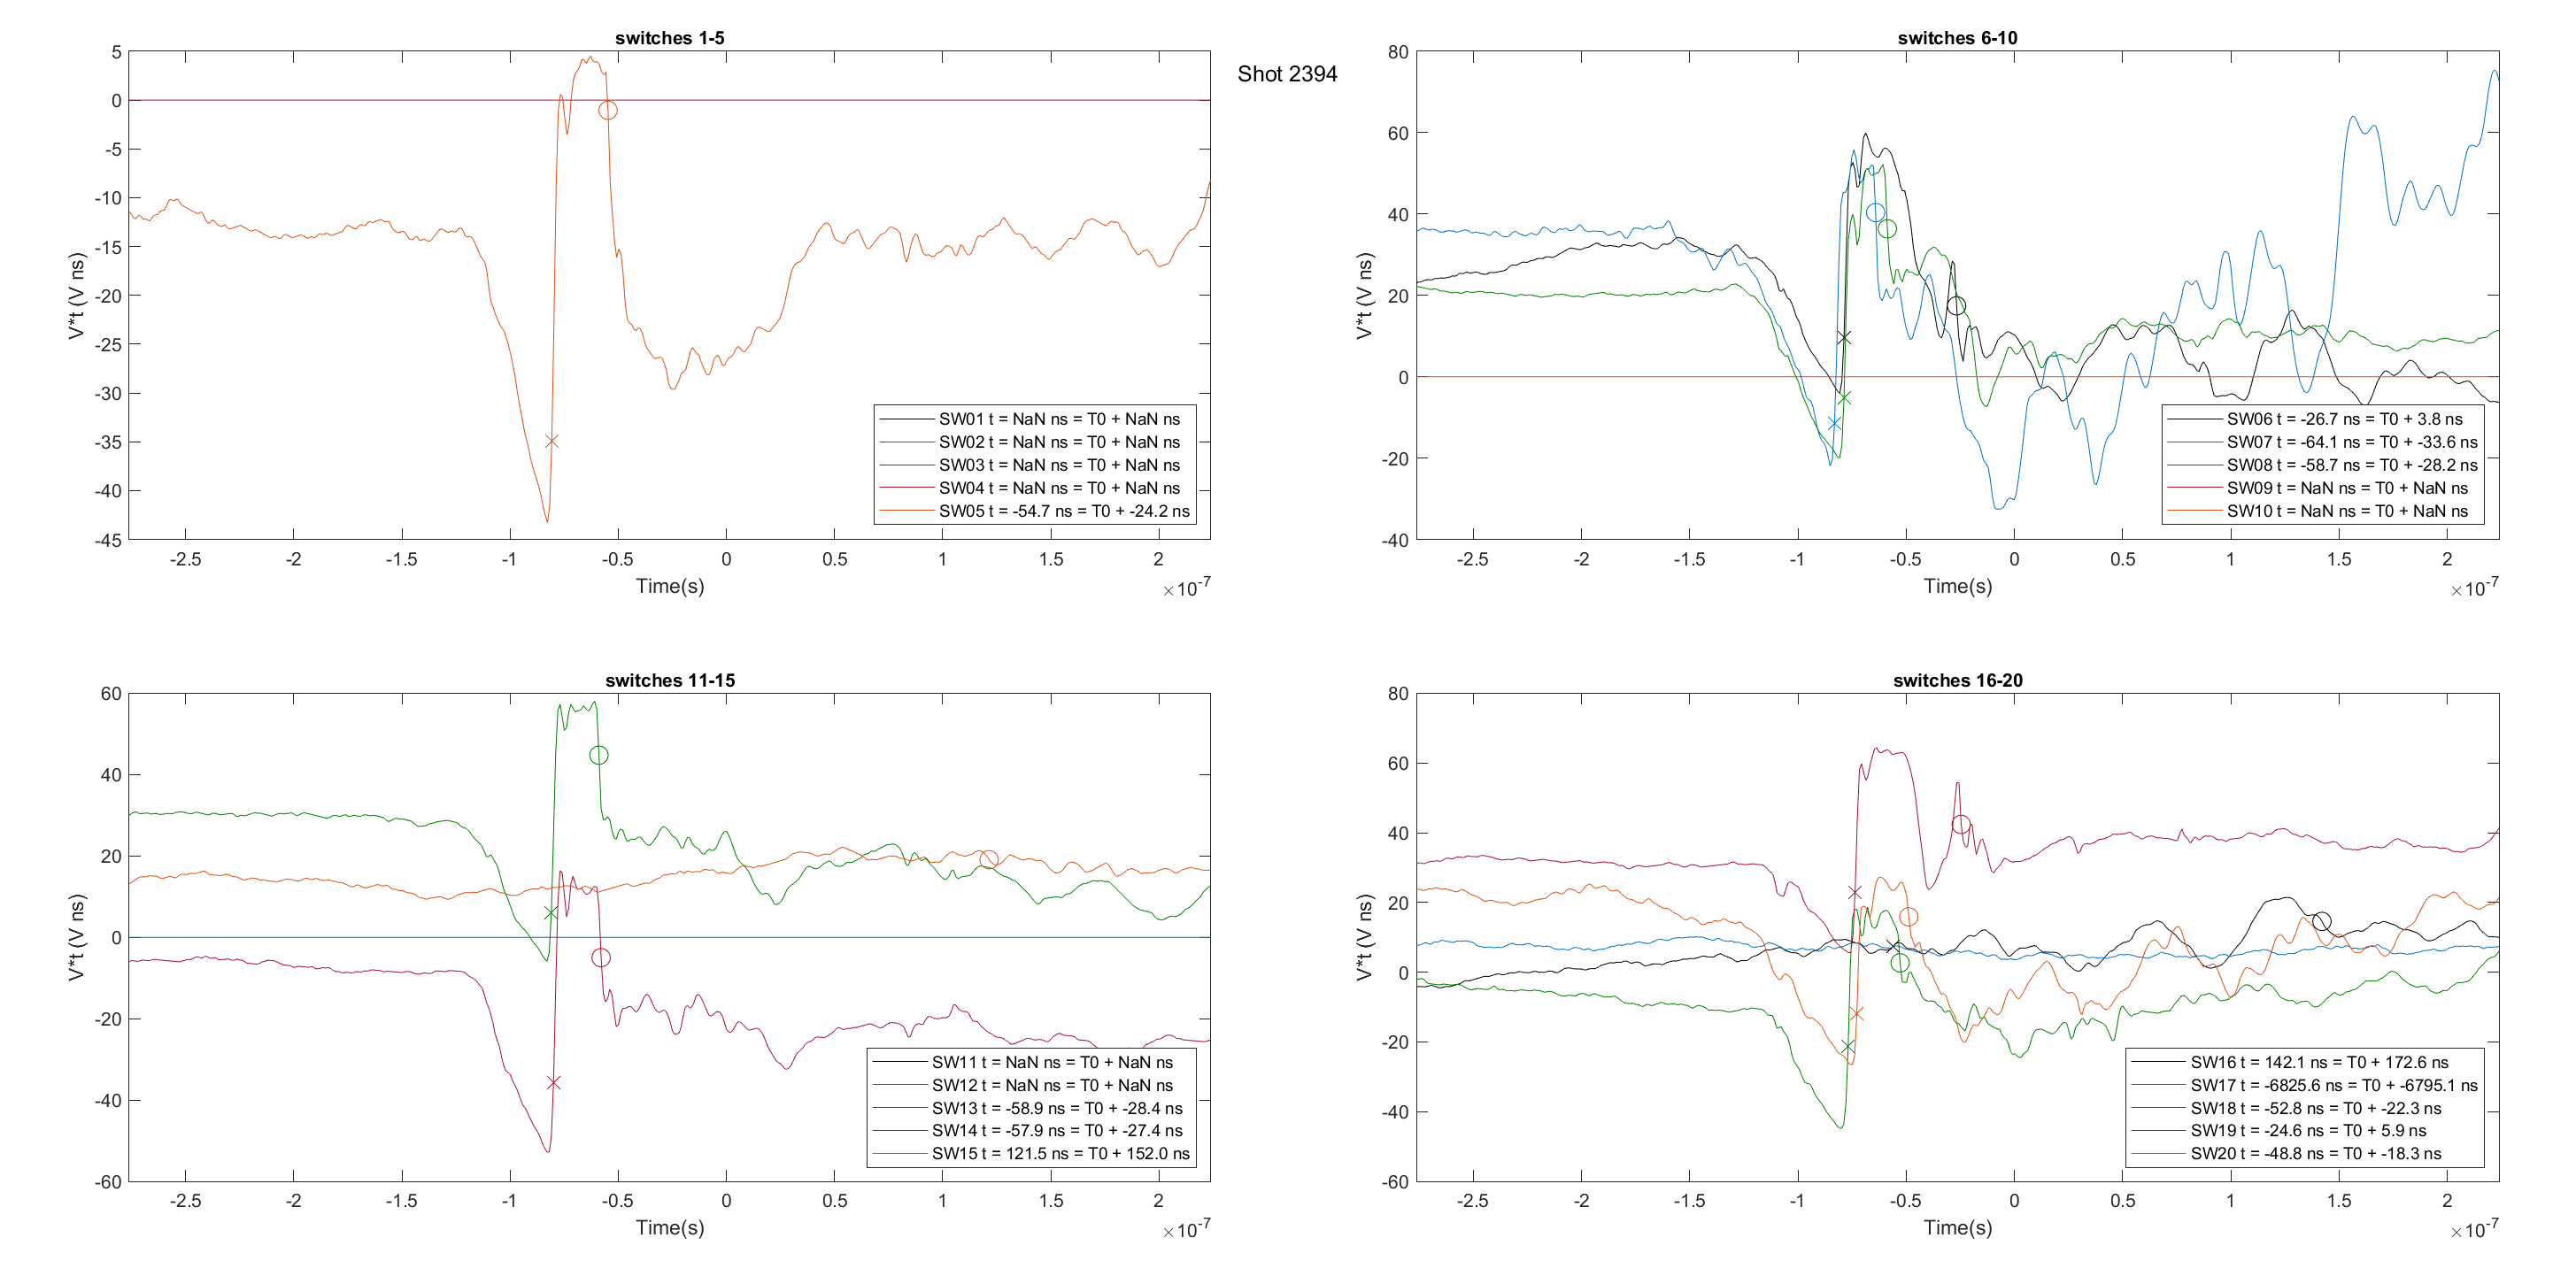 Shot 2394
switches 1-5
5
0
-5
-10
-15
-20
-25
-30
-35
-40
-45
V*t (V ns)
-2.5 -2 -1.5 -1 -0.5 0 0.5 1 1.5 2
Time(s)
×10-7
SW01 t = NaN ns = T0 + NaN ns
SW02 t = NaN ns = T0 + NaN ns
SW03 t = NaN ns = T0 + NaN ns
SW04 t = NaN ns = T0 + NaN ns
SW05 t = -54.7 ns = T0 + -24.2 ns
switches 6-10
80
60
40
20
0
-20
-40
V*t (V ns)
-2.5 -2 -1.5 -1 -0.5 0 0.5 1 1.5 2
Time(s)
×10-7
SW06 t = -26.7 ns = T0 + 3.8 ns
SW07 t = -64.1 ns = T0 + -33.6 ns
SW08 t = -58.7 ns = T0 + -28.2 ns
SW09 t = NaN ns = T0 + NaN ns
SW10 t = NaN ns = T0 + NaN ns
switches 11-15
60
40
20
0
-20
-40
-60
V*t (V ns)
-2.5 -2 -1.5 -1 -0.5 0 0.5 1 1.5 2
Time(s)
×10-7
SW11 t = NaN ns = T0 + NaN ns
SW12 t = NaN ns = T0 + NaN ns
SW13 t = -58.9 ns = T0 + -28.4 ns
SW14 t = -57.9 ns = T0 + -27.4 ns
SW15 t = 121.5 ns = T0 + 152.0 ns
switches 16-20
80
60
40
20
0
-20
-40
-60
V*t (V ns)
-2.5 -2 -1.5 -1 -0.5 0 0.5 1 1.5 2
Time(s)
×10-7
SW16 t = 142.1 ns = T0 + 172.6 ns
SW17 t = -6825.6 ns = T0 + -6795.1 ns
SW18 t = -52.8 ns = T0 + -22.3 ns
SW19 t = -24.6 ns = T0 + 5.9 ns
SW20 t = -48.8 ns = T0 + -18.3 ns